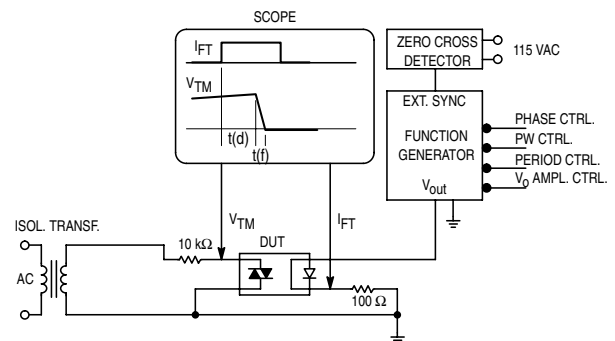 SCOPE
I_FT
V_TM
t(d)
t(f)
ZERO CROSS
DETECTOR
115 VAC
EXT. SYNC
FUNCTION
GENERATOR
V_out
PHASE CTRL.
PW CTRL.
PERIOD CTRL.
V_O AMPL. CTRL.
ISOL. TRANSF.
AC
10 kΩ
V_TM
DUT
I_FT
100 Ω